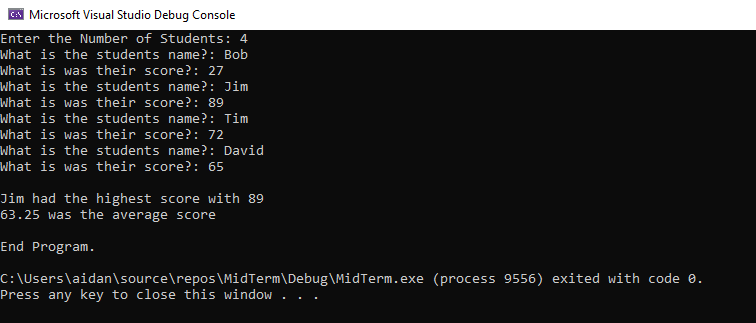 C:\ Microsoft Visual Studio Debug Console
Enter the Number of Students: 4
What is the students name?: Bob
What is was their score?: 27
What is the students name?: Jim
What is was their score?: 89
What is the students name?: Tim
What is was their score?: 72
What is the students name?: David
What is was their score?: 65
Jim had the highest score with 89
63.25 was the average score
End Program.
C:\Users\aidan\source\repos\MidTerm\Debug\MidTerm.exe (process 9556) exited with code 0.
Press any key to close this window . . .